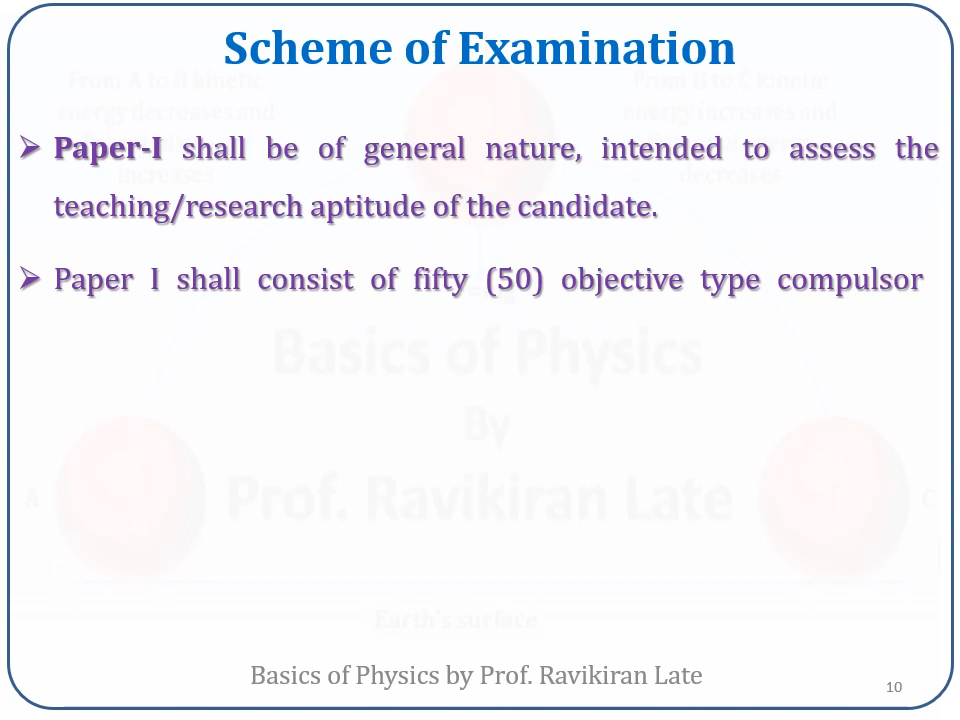 Scheme of Examination
From A to B kinetic
From B to C kinetic
energy decreases and
energy increases and
➢ Paper-I shall be of general nature, intended to assess the
increases
decreases
teaching/research aptitude of the candidate.
➢ Paper I shall consist of fifty (50) objective type compulsor
Basics of Physics
By
Prof. Ravikiran Late
A
C
Earth's surface
Basics of Physics by Prof. Ravikiran Late
10